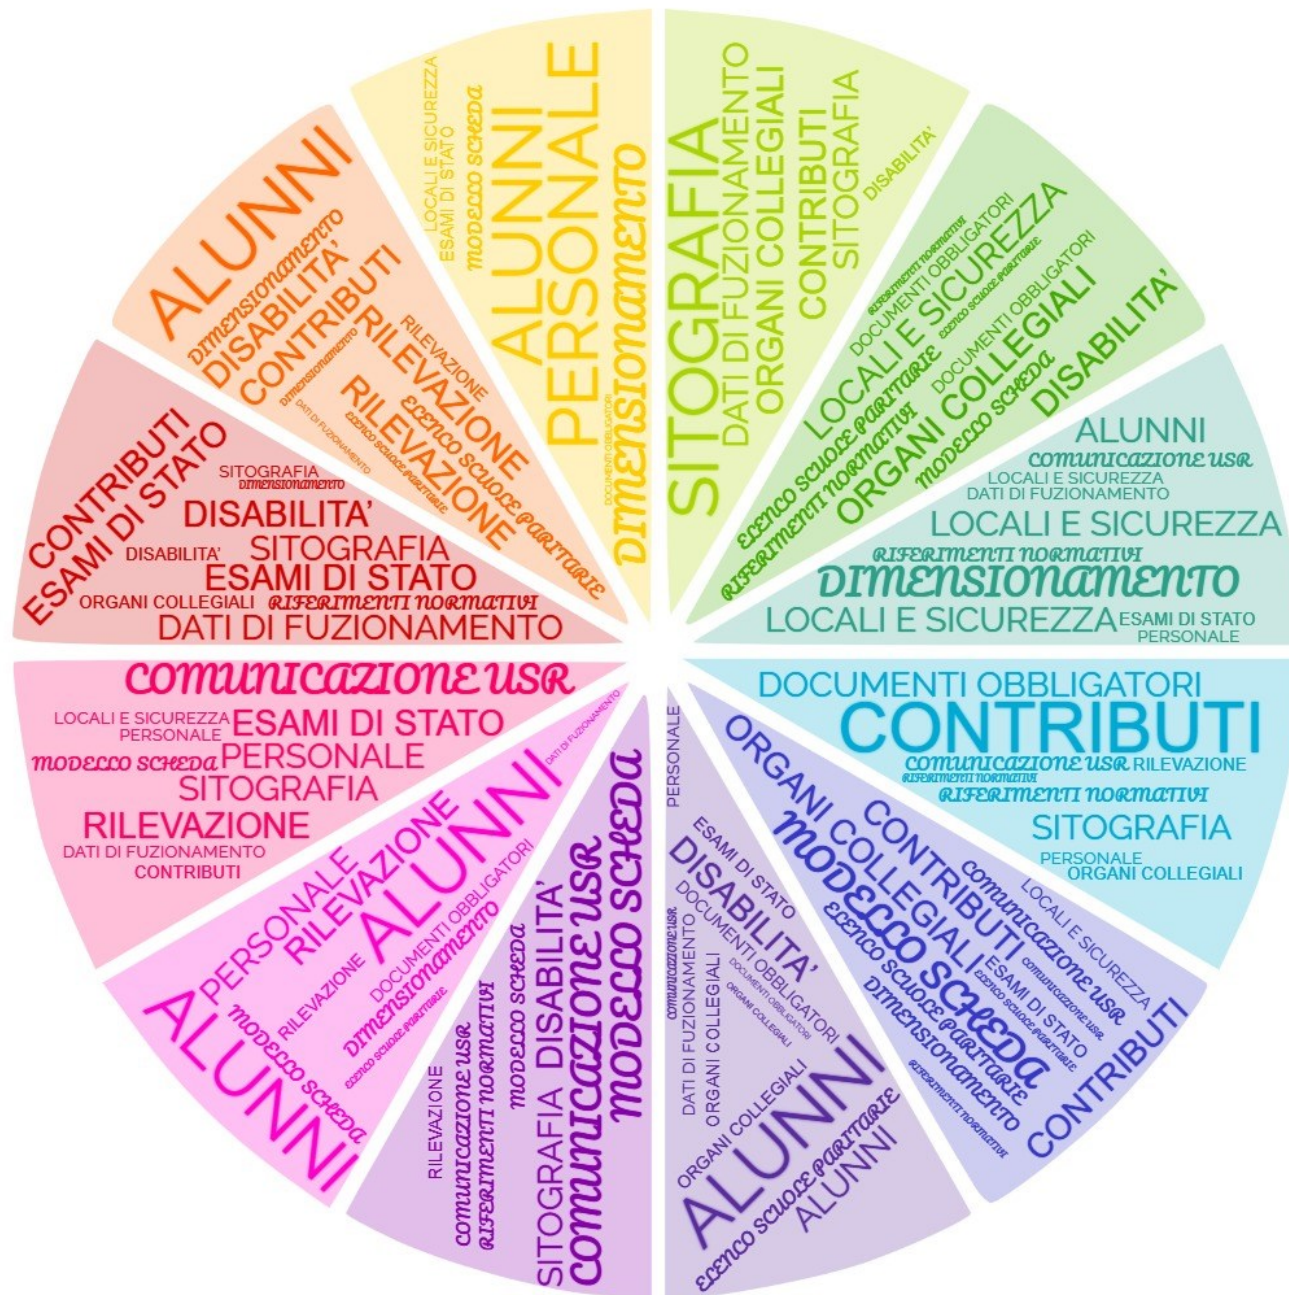 LOCALI E SICUREZZA
ESAMI DI STATO
MODELLO SCHEDA
ALUNNI
PERSONALE
DOCUMENTI OBBLIGATORI
DIMENSIONAMENTO
SITOGRAFIA
DATI DI FUZIONAMENTO
ORGANI COLLEGIALI
CONTRIBUTI
SITOGRAFIA
DISABILITA’
RIFERIMENTI NORMATIVI
DOCUMENTI OBBLIGATORI
LOCALI E SICUREZZA
ELENCO SCUOLE PARITARIE
ELENCO SCUOLE PARITARIE
DOCUMENTI OBBLIGATORI
RIFERIMENTI NORMATIVI
ORGANI COLLEGIALI
MODELLO SCHEDA
DISABILITA’
ALUNNI
COMUNICAZIONE USR
LOCALI E SICUREZZA
DATI DI FUZIONAMENTO
LOCALI E SICUREZZA
RIFERIMENTI NORMATIVI
DIMENSIONAMENTO
LOCALI E SICUREZZA
ESAMI DI STATO
PERSONALE
DOCUMENTI OBBLIGATORI
CONTRIBUTI
COMUNICAZIONE USR
RILEVAZIONE
RIFERIMENTI NORMATIVI
RIFERIMENTI NORMATIVI
SITOGRAFIA
PERSONALE
ORGANI COLLEGIALI
ORGANI COLLEGIALI
CONTRIBUTI
MODELLO SCHEDA
COMUNICAZIONE USR
LOCALI E SICUREZZA
COMUNICAZIONE USR
ELENCO SCUOLE PARITARIE
ESAMI DI STATO
ELENCO SCUOLE PARITARIE
DIMENSIONAMENTO
RIFERIMENTI NORMATIVI
CONTRIBUTI
PERSONALE
ESAMI DI STATO
DISABILITA’
DOCUMENTI OBBLIGATORI
DOCUMENTI OBBLIGATORI
ORGANI COLLEGIALI
COMUNICAZIONE USR
DATI DI FUZIONAMENTO
ORGANI COLLEGIALI
ORGANI COLLEGIALI
ALUNNI
ELENCO SCUOLE PARITARIE
ALUNNI
RILEVAZIONE
COMUNICAZIONE USR
RIFERIMENTI NORMATIVI
MODELLO SCHEDA
SITOGRAFIA
DISABILITA’
COMUNICAZIONE USR
MODELLO SCHEDA
DATI DI FUZIONAMENTO
PERSONALE
RILEVAZIONE
ALUNNI
RILEVAZIONE
DOCUMENTI OBBLIGATORI
DIMENSIONAMENTO
ELENCO SCUOLE PARITARIE
MODELLO SCHEDA
ALUNNI
COMUNICAZIONE USR
LOCALI E SICUREZZA
ESAMI DI STATO
PERSONALE
MODELLO SCHEDA
PERSONALE
SITOGRAFIA
RILEVAZIONE
DATI DI FUZIONAMENTO
CONTRIBUTI
CONTRIBUTI
ESAMI DI STATO
SITOGRAFIA
DIMENSIONAMENTO
DISABILITA’
DISABILITA’
SITOGRAFIA
ESAMI DI STATO
ORGANI COLLEGIALI
RIFERIMENTI NORMATIVI
DATI DI FUZIONAMENTO
ALUNNI
DIMENSIONAMENTO
DISABILITA’
CONTRIBUTI
RILEVAZIONE
RILEVAZIONE
DIMENSIONAMENTO
ELENCO SCUOLE PARITARIE
RILEVAZIONE
ELENCO SCUOLE PARITARIE
DATI DI FUZIONAMENTO